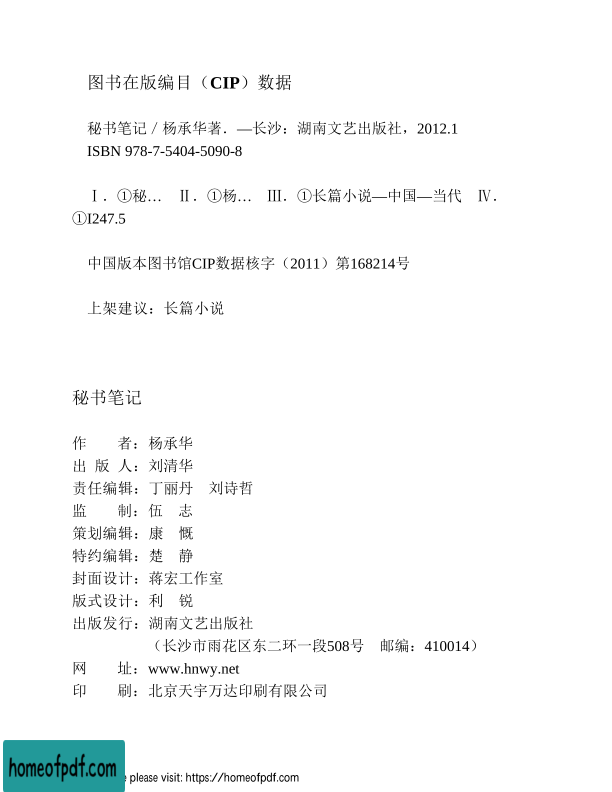 图书在版编目（CIP）数据
秘书笔记／杨承华著．—长沙：湖南文艺出版社，2012.1
ISBN 978-7-5404-5090-8
Ⅰ．①秘… Ⅱ．①杨… Ⅲ．①长篇小说—中国—当代 Ⅳ．
①I247.5
中国版本图书馆CIP数据核字（2011）第168214号
上架建议：长篇小说
秘书笔记
作　　者：杨承华
出 版 人：刘清华
责任编辑：丁丽丹　刘诗哲
监　　制：伍　志
策划编辑：康　慨
特约编辑：楚　静
封面设计：蒋宏工作室
版式设计：利　锐
出版发行：湖南文艺出版社
（长沙市雨花区东二环一段508号　邮编：410014）
网　　址：www.hnwy.net
印　　刷：北京天宇万达印刷有限公司
homeofpdf.com
please visit: https://homeofpdf.com